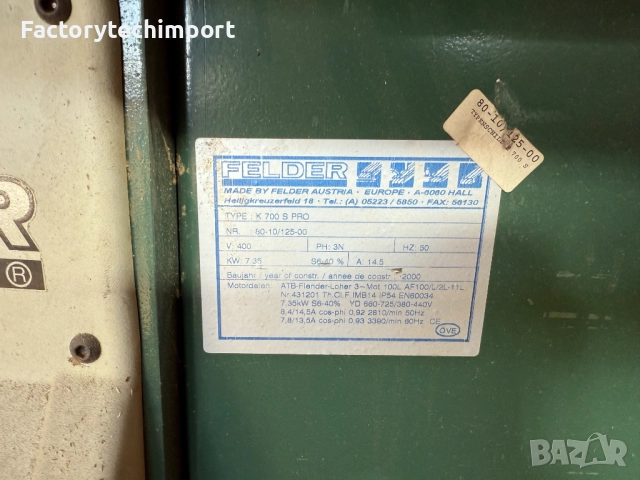 Factorytechimport
R
®
80-10/125-00
FELDER
MADE BY FELDER AUSTRIA - EUROPE - A-6060 HALL
Heiligkreuzerfeld 18 • Tel.: (A) 05223 / 5850 • FAX: 56130
TYPE: K 700 S PRO
NR. 80-10/125-00
V: 400 PH: 3N HZ: 50
KW: 7.35 S6-40 % A: 14.5
Baujahr / year of constr. / annee de constr. 2000
Motordaten: ATB-Flender-Loher 3~Mot 100L AF100/L/2L-11L
Nr 431201 Th.Cl.F IMB14 IP54 EN60034
7.35kW S6-40% YD 660-725/380-440V
8.4/14,5A cos-phi 0,92 2810/min 50Hz
7.8/13,5A cos-phi 0.93 3390/min 60Hz CE
ÖVE
BAZAR
bg